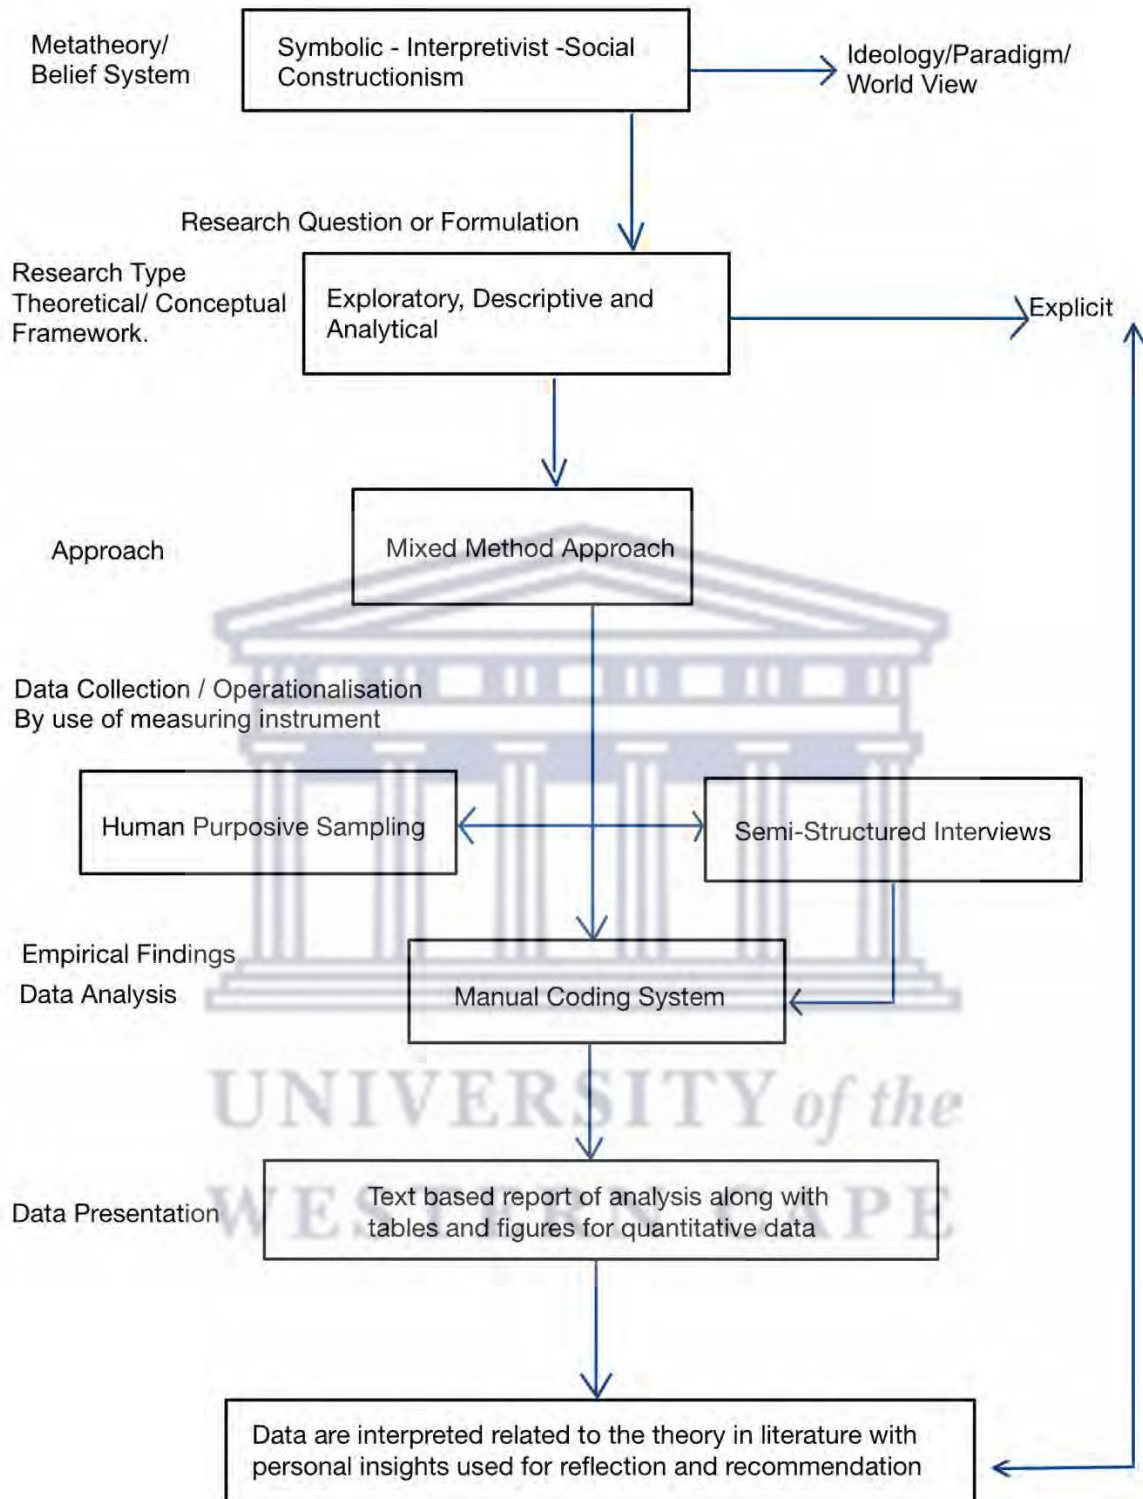 Metatheory/
Belief System
Symbolic - Interpretivist -Social
Constructionism
Ideology/Paradigm/
World View
Research Question or Formulation
Research Type
Theoretical/ Conceptual
Framework.
Exploratory, Descriptive and
Analytical
Explicit
Approach
Mixed Method Approach
Data Collection / Operationalisation
By use of measuring instrument
Human Purposive Sampling
Semi-Structured Interviews
Empirical Findings
Data Analysis
Manual Coding System
UNIVERSITY of the
WESTERN CAPE
Data Presentation
Text based report of analysis along with
tables and figures for quantitative data
Data are interpreted related to the theory in literature with
personal insights used for reflection and recommendation